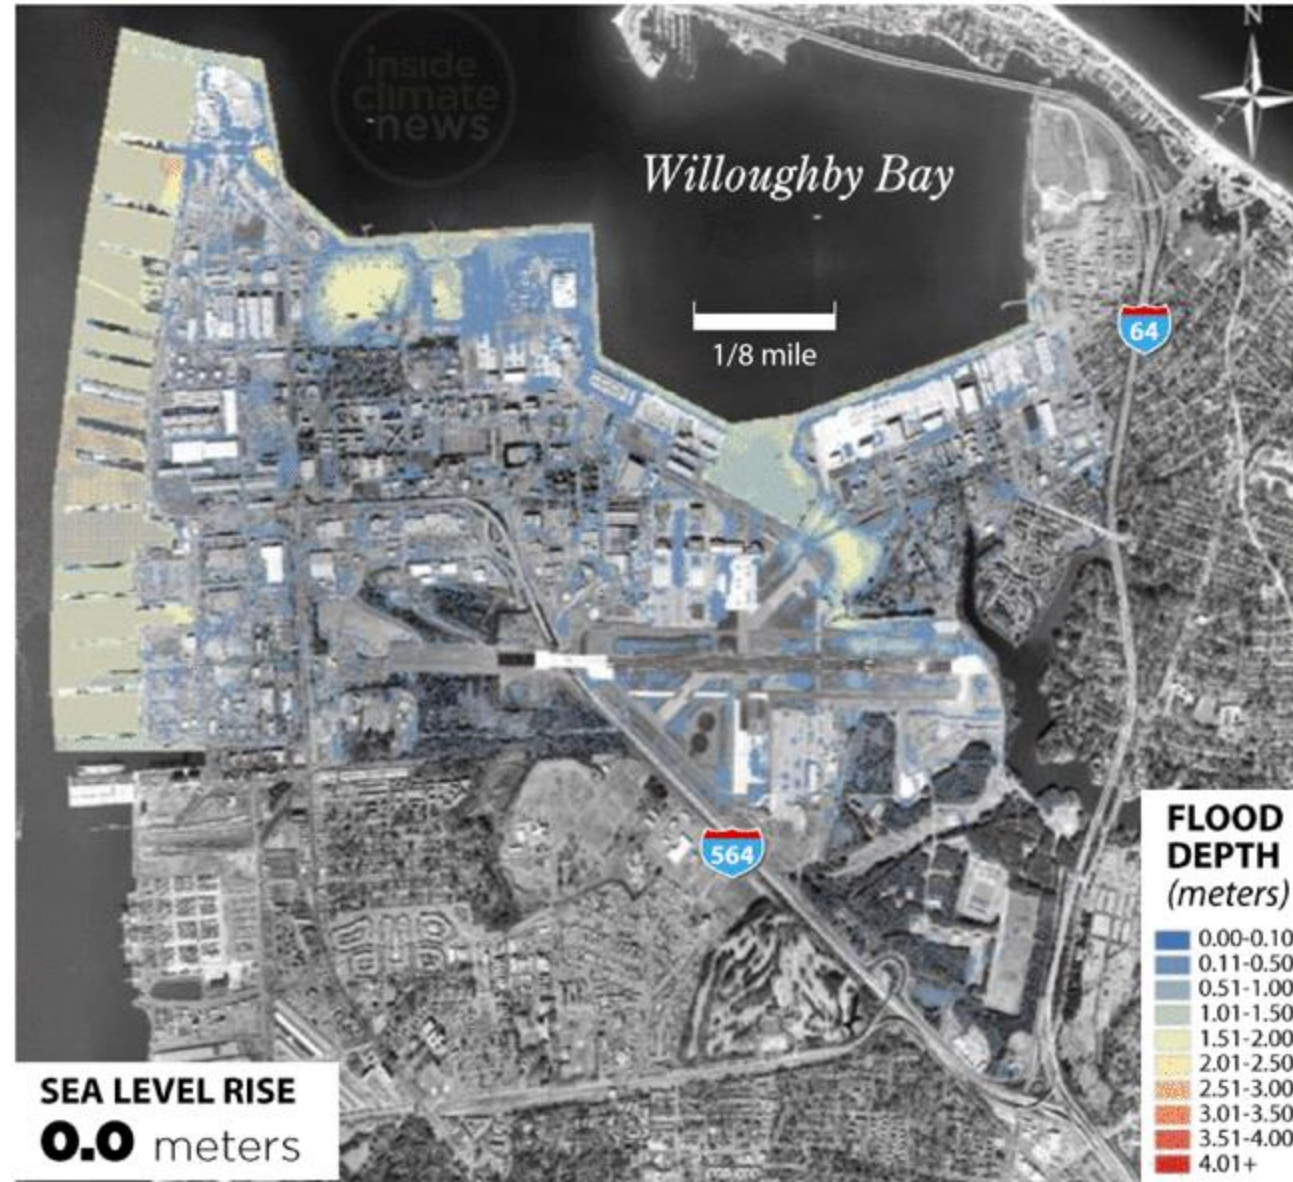 inside
climate
news
N
Willoughby Bay
1/8 mile
64
564
FLOOD
DEPTH
(meters)
0.00-0.10
0.11-0.50
0.51-1.00
1.01-1.50
1.51-2.00
2.01-2.50
2.51-3.00
3.01-3.50
3.51-4.00
4.01+
SEA LEVEL RISE
0.0 meters